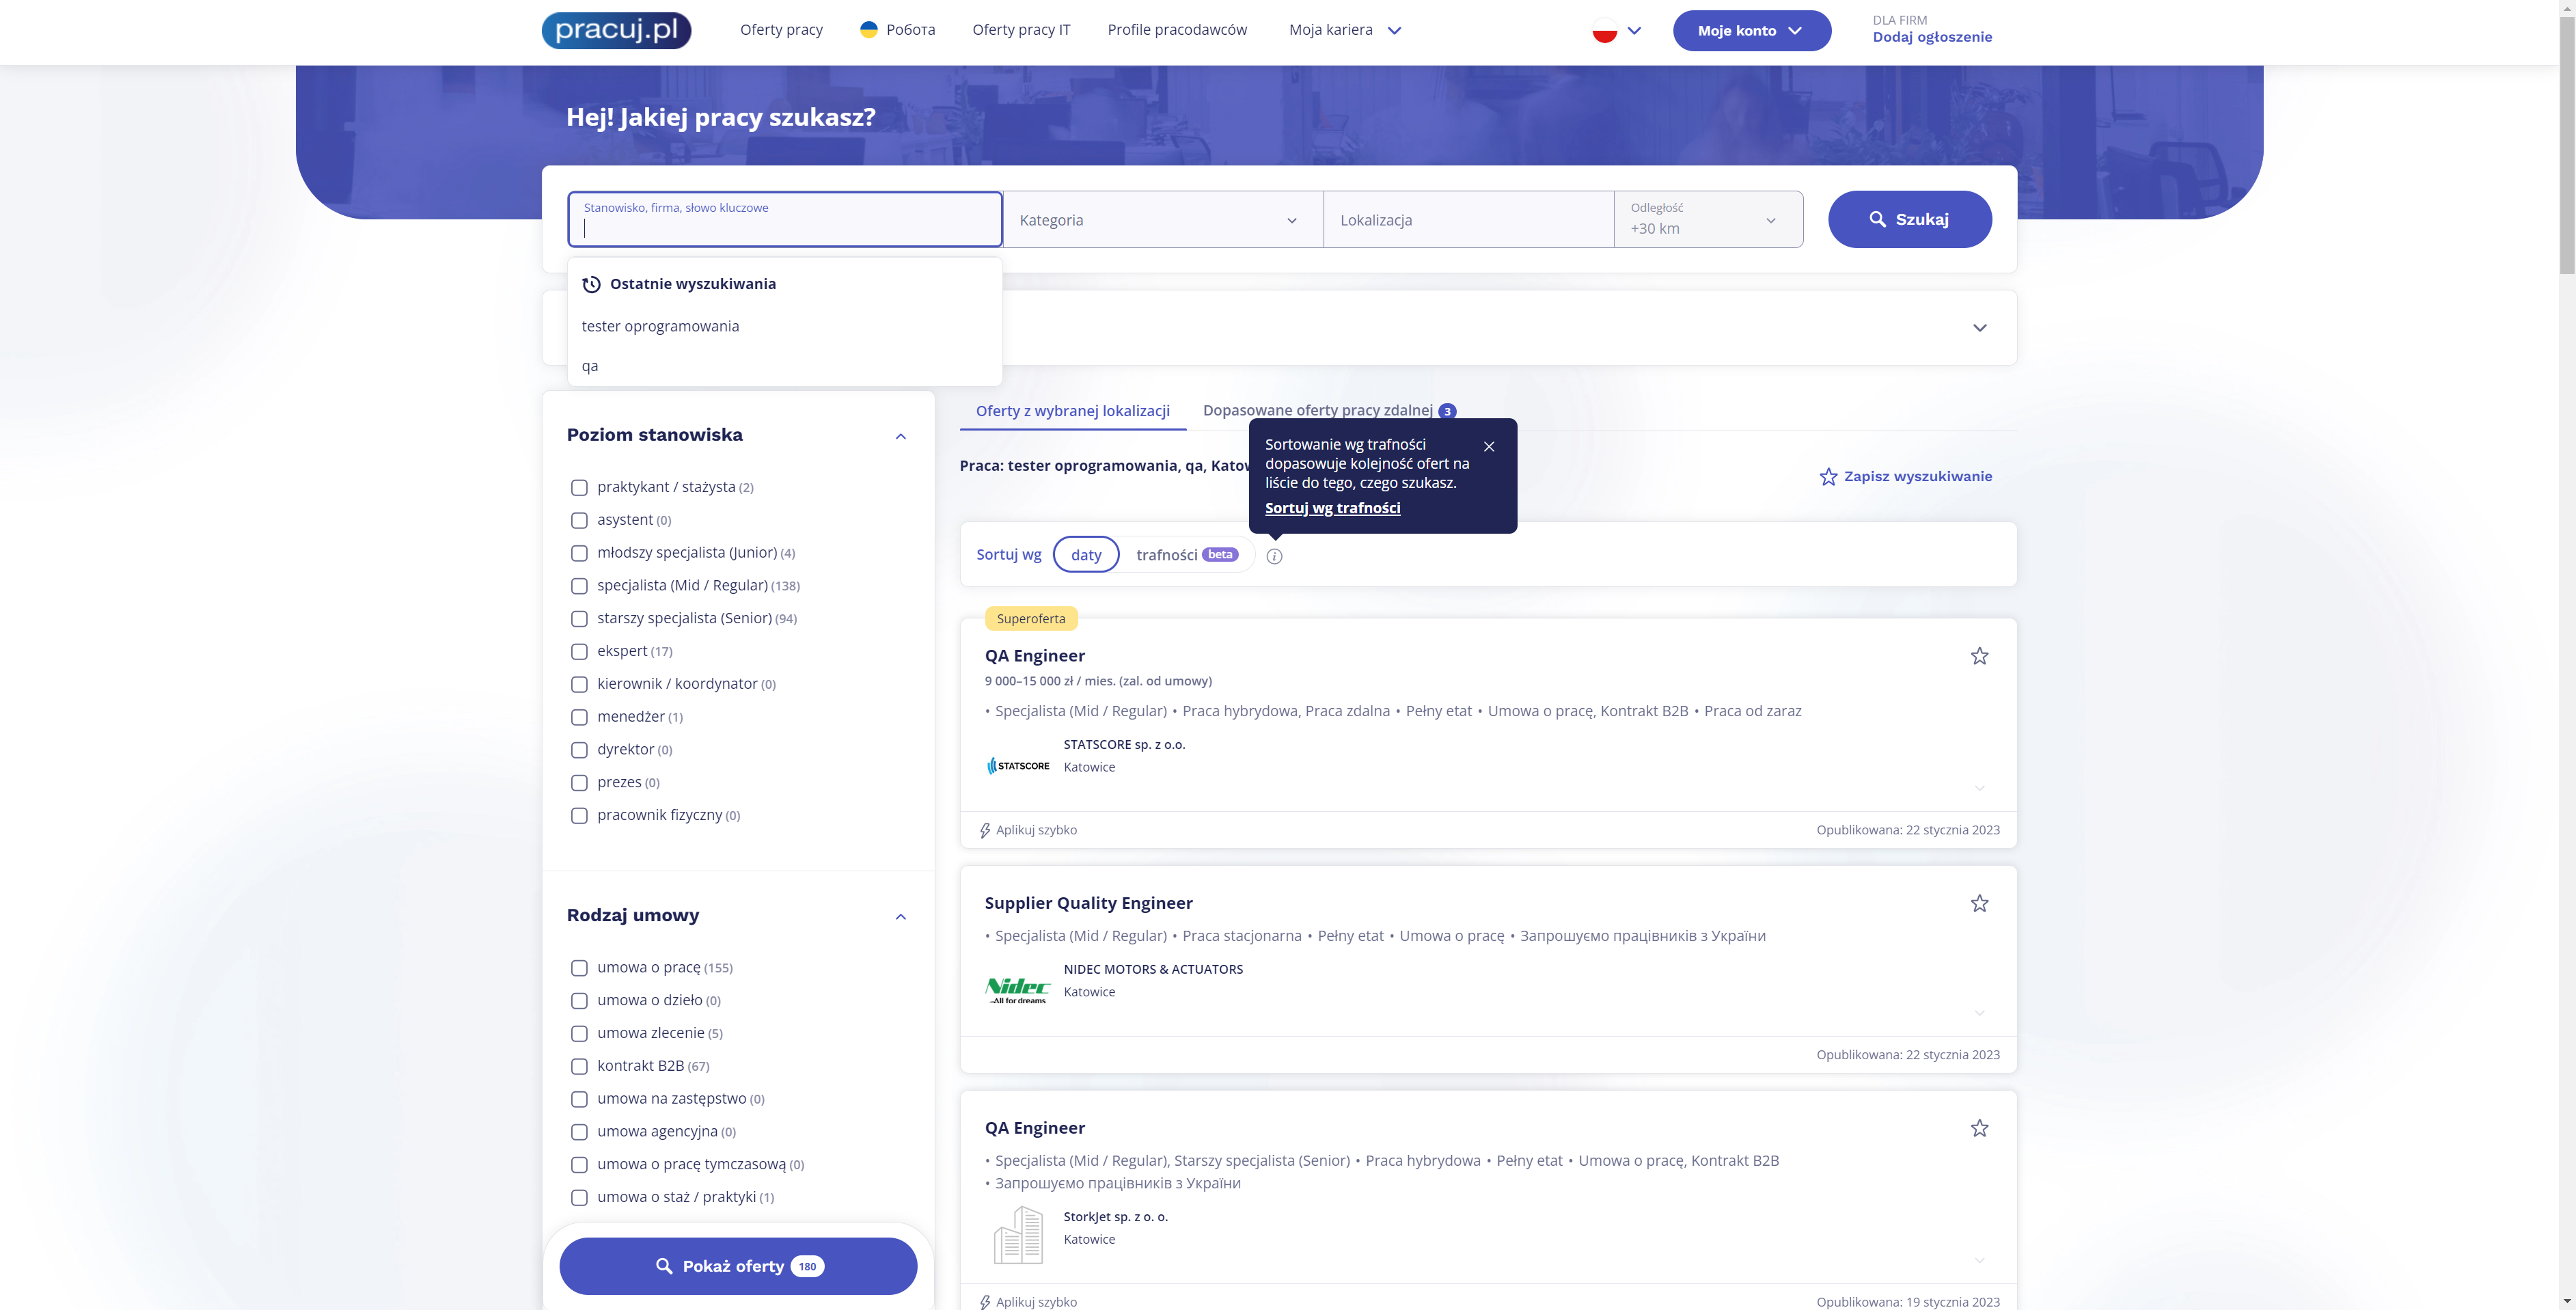 pracuj.pl
Oferty pracy
Робота
Oferty pracy IT
Profile pracodawców
Moja kariera
Moje konto
DLA FIRM
Dodaj ogłoszenie
Hej! Jakiej pracy szukasz?
Stanowisko, firma, słowo kluczowe
Kategoria
Lokalizacja
Odległość
+30 km
Szukaj
Ostatnie wyszukiwania
tester oprogramowania
qa
Poziom stanowiska
praktykant / stażysta (2)
asystent (0)
młodszy specjalista (Junior) (4)
specjalista (Mid / Regular) (138)
starszy specjalista (Senior) (94)
ekspert (17)
kierownik / koordynator (0)
menedżer (1)
dyrektor (0)
prezes (0)
pracownik fizyczny (0)
Rodzaj umowy
umowa o pracę (155)
umowa o dzieło (0)
umowa zlecenie (5)
kontrakt B2B (67)
umowa na zastępstwo (0)
umowa agencyjna (0)
umowa o pracę tymczasową (0)
umowa o staż / praktyki (1)
Pokaż oferty 180
Oferty z wybranej lokalizacji
Dopasowane oferty pracy zdalnej 3
Praca: tester oprogramowania, qa,
Sortowanie wg trafności
dopasowuje kolejność ofert na
liście do tego, czego szukasz.
Sortuj wg trafności
Zapisz wyszukiwanie
Sortuj wg daty trafności beta
Superoferta
QA Engineer
9 000–15 000 zł / mies. (zal. od umowy)
• Specjalista (Mid / Regular) • Praca hybrydowa, Praca zdalna • Pełny etat • Umowa o pracę, Kontrakt B2B • Praca od zaraz
STATSCORE
STATSCORE sp. z o.o.
Katowice
Aplikuj szybko
Opublikowana: 22 stycznia 2023
Supplier Quality Engineer
• Specjalista (Mid / Regular) • Praca stacjonarna • Pełny etat • Umowa o pracę • Запрошуємо працівників з України
Nidec
–All for dreams
NIDEC MOTORS & ACTUATORS
Katowice
Opublikowana: 22 stycznia 2023
QA Engineer
• Specjalista (Mid / Regular), Starszy specjalista (Senior) • Praca hybrydowa • Pełny etat • Umowa o pracę, Kontrakt B2B
• Запрошуємо працівників з України
StorkJet sp. z o. o.
Katowice
Aplikuj szybko
Opublikowana: 19 stycznia 2023